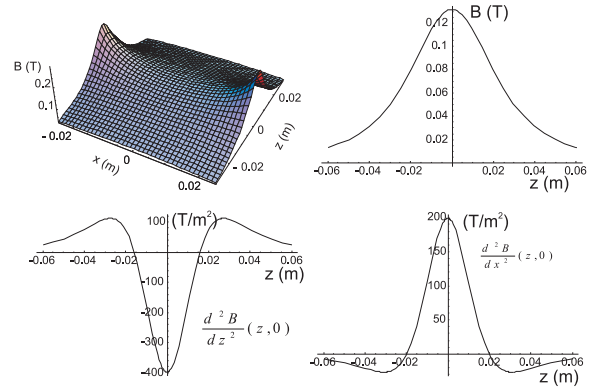 B (T)
0.2
0.1
- 0.02
0
0.02
x (m)
- 0.02
0
0.02
z (m)
B (T)
0.12
0.1
0.08
0.06
0.04
0.02
-0.06 -0.04 -0.02 0.02 0.04 0.06
z (m)
(T/m²)
100
-0.06 -0.04 -0.02 0.02 0.04 0.06
z (m)
-100
-200
-300
-400
d ² B / d z ² (z , 0)
(T/m²)
200
150
100
50
d ² B / d x ² (z , 0)
-0.06 -0.04 -0.02 0.02 0.04 0.06
z (m)